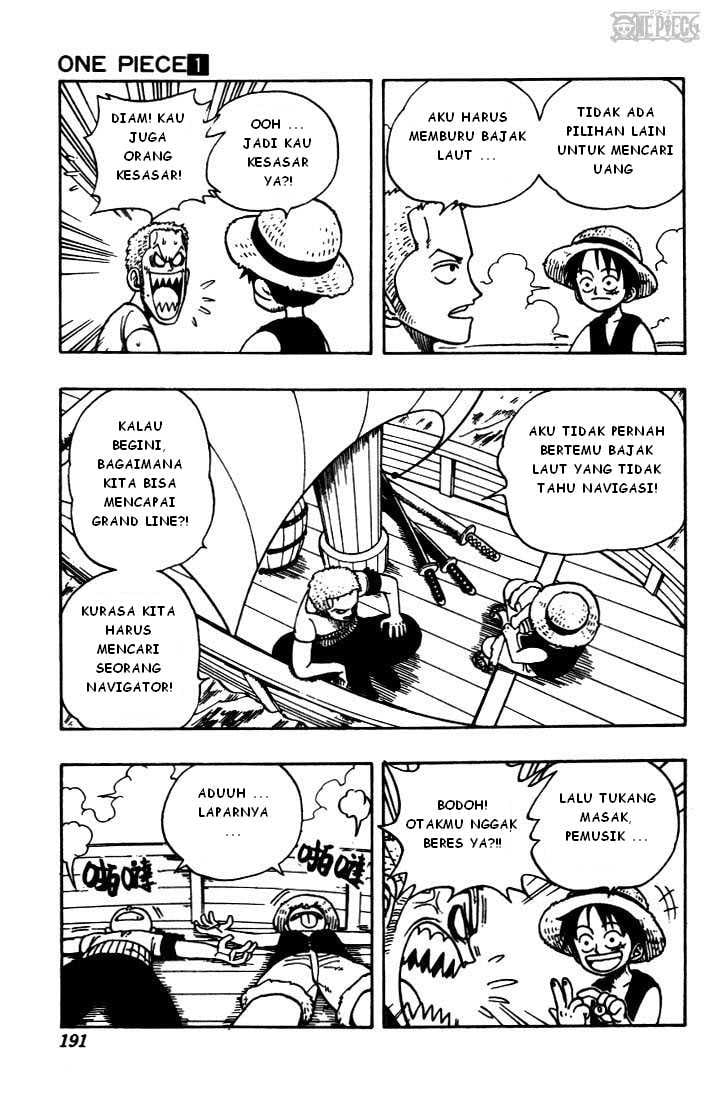 ONE PIECE
ONE PIECE 1
TIDAK ADA
PILIHAN LAIN
UNTUK MENCARI
UANG
AKU HARUS
MEMBURU BAJAK
LAUT ...
OOH ...
JADI KAU
KESASAR
YA?!
DIAM! KAU
JUGA
ORANG
KESASAR!
AKU TIDAK PERNAH
BERTEMU BAJAK
LAUT YANG TIDAK
TAHU NAVIGASI!
KALAU
BEGINI,
BAGAIMANA
KITA BISA
MENCAPAI
GRAND LINE?!
KURASA KITA
HARUS
MENCARI
SEORANG
NAVIGATOR!
LALU TUKANG
MASAK,
PEMUSIK ...
BODOH!
OTAKMU NGGAK
BERES YA?!!
ADUUH ...
LAPARNYA
...
191